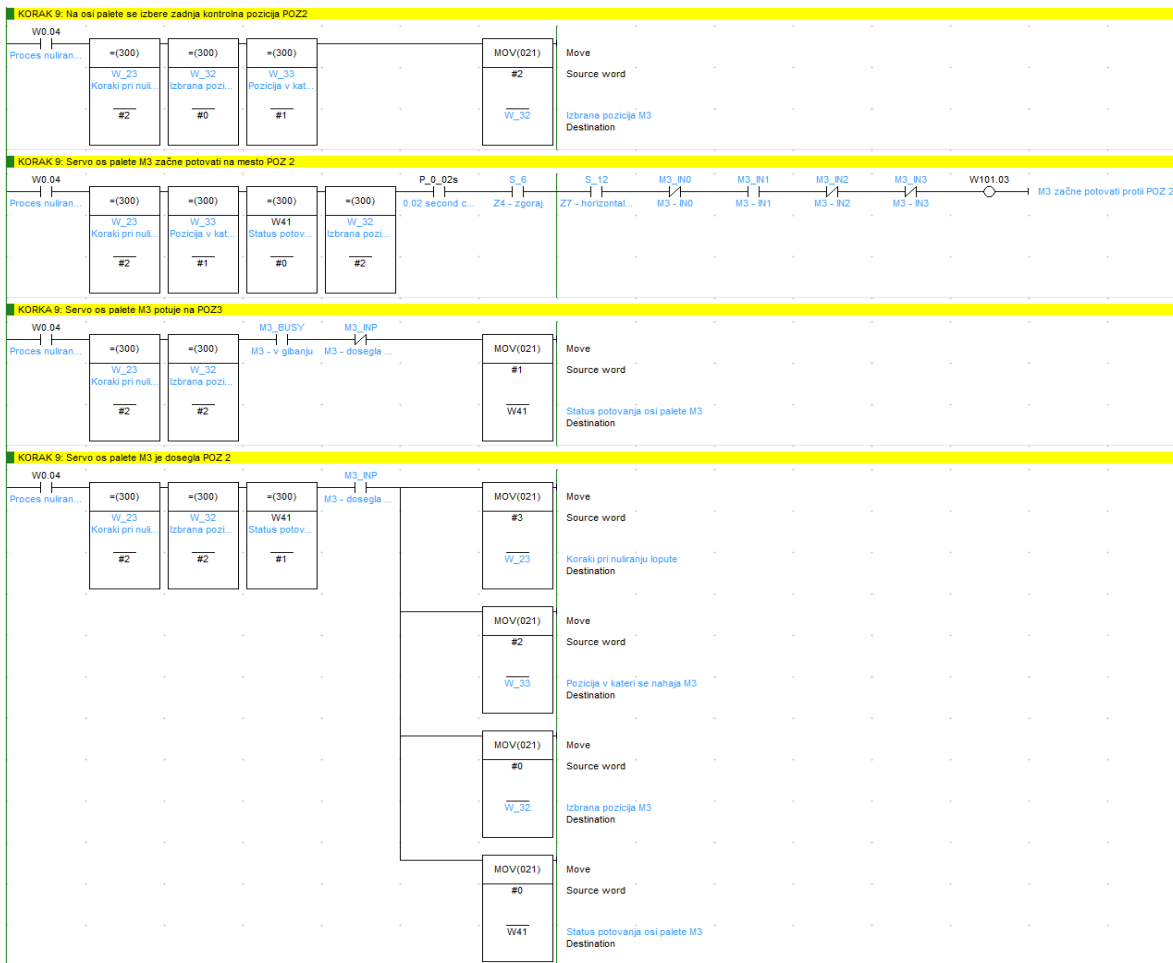 KORAK 9: Na osi palete se izbere zadnja kontrolna pozicija POZ2
W0.04
Proces nuliran...
=(300) =(300) =(300) MOV(021) Move
W_23 W_32 W_33 #2 Source word
Koraki pri nuli... Izbrana pozi... Pozicija v kat...
#2 #0 #1 W_32 Izbrana pozicija M3
Destination
KORAK 9: Servo os palete M3 začne potovati na mesto POZ 2
W0.04 P_0_02s S_6 S_12 M3_IN0 M3_IN1 M3_IN2 M3_IN3 W101.03
M3 začne potovati protii POZ 2
Proces nuliran... =(300) =(300) =(300) =(300) 0.02 second c... Z4 - zgoraj Z7 - horizontal... M3 - IN0 M3 - IN1 M3 - IN2 M3 - IN3
W_23 W_33 W41 W_32
Koraki pri nuli... Pozicija v kat... Status potov... Izbrana pozi...
#2 #1 #0 #2
KORKA 9: Servo os palete M3 potuje na POZ3
W0.04 M3_BUSY M3_INP
Proces nuliran... =(300) =(300) M3 - v gibanju M3 - dosegla ... MOV(021) Move
W_23 W_32 #1 Source word
Koraki pri nuli... Izbrana pozi...
#2 #2 W41 Status potovanja osi palete M3
Destination
KORAK 9: Servo os palete M3 je dosegla POZ 2
W0.04 M3_INP
Proces nuliran... =(300) =(300) =(300) M3 - dosegla ... MOV(021) Move
W_23 W_32 W41 #3 Source word
Koraki pri nuli... Izbrana pozi... Status potov...
#2 #2 #1 W_23 Koraki pri nuliranju lopute
Destination
MOV(021) Move
#2 Source word
W_33 Pozicija v kateri se nahaja M3
Destination
MOV(021) Move
#0 Source word
W_32 Izbrana pozicija M3
Destination
MOV(021) Move
#0 Source word
W41 Status potovanja osi palete M3
Destination